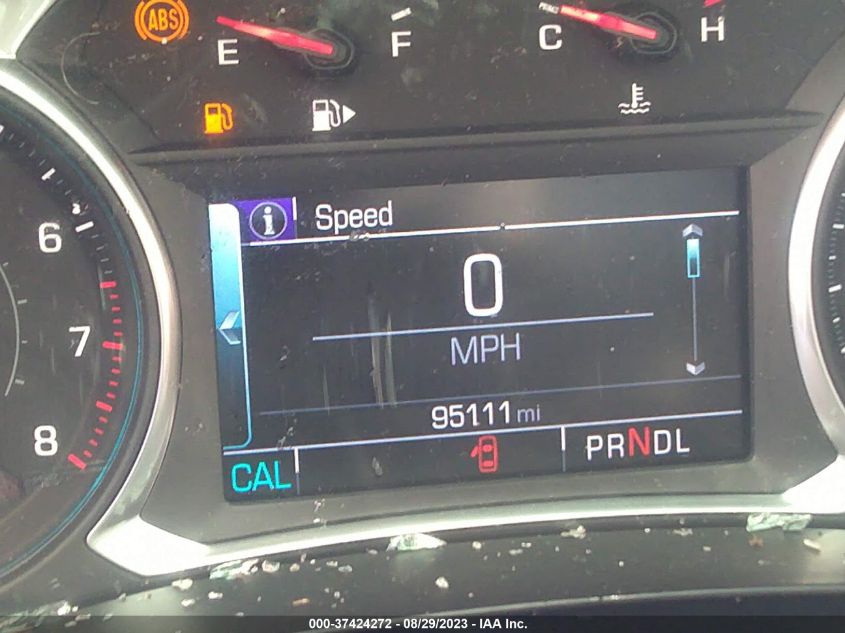 ABS
E F C H
Speed
0
MPH
95111 mi
CAL PRNDL
6
7
8
000-37424272 - 08/29/2023 - IAA Inc.